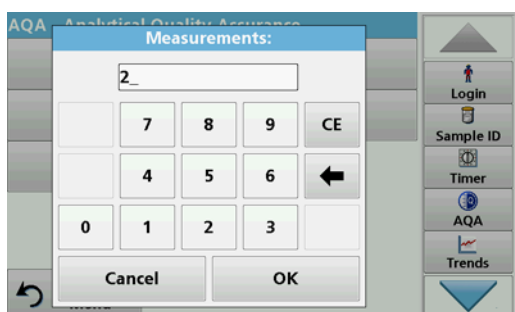 AQA - Analytical Quality Assurance
Measurements:
2_
7 8 9 CE
4 5 6
0 1 2 3
Cancel OK
Menu
Login
Sample ID
Timer
AQA
Trends